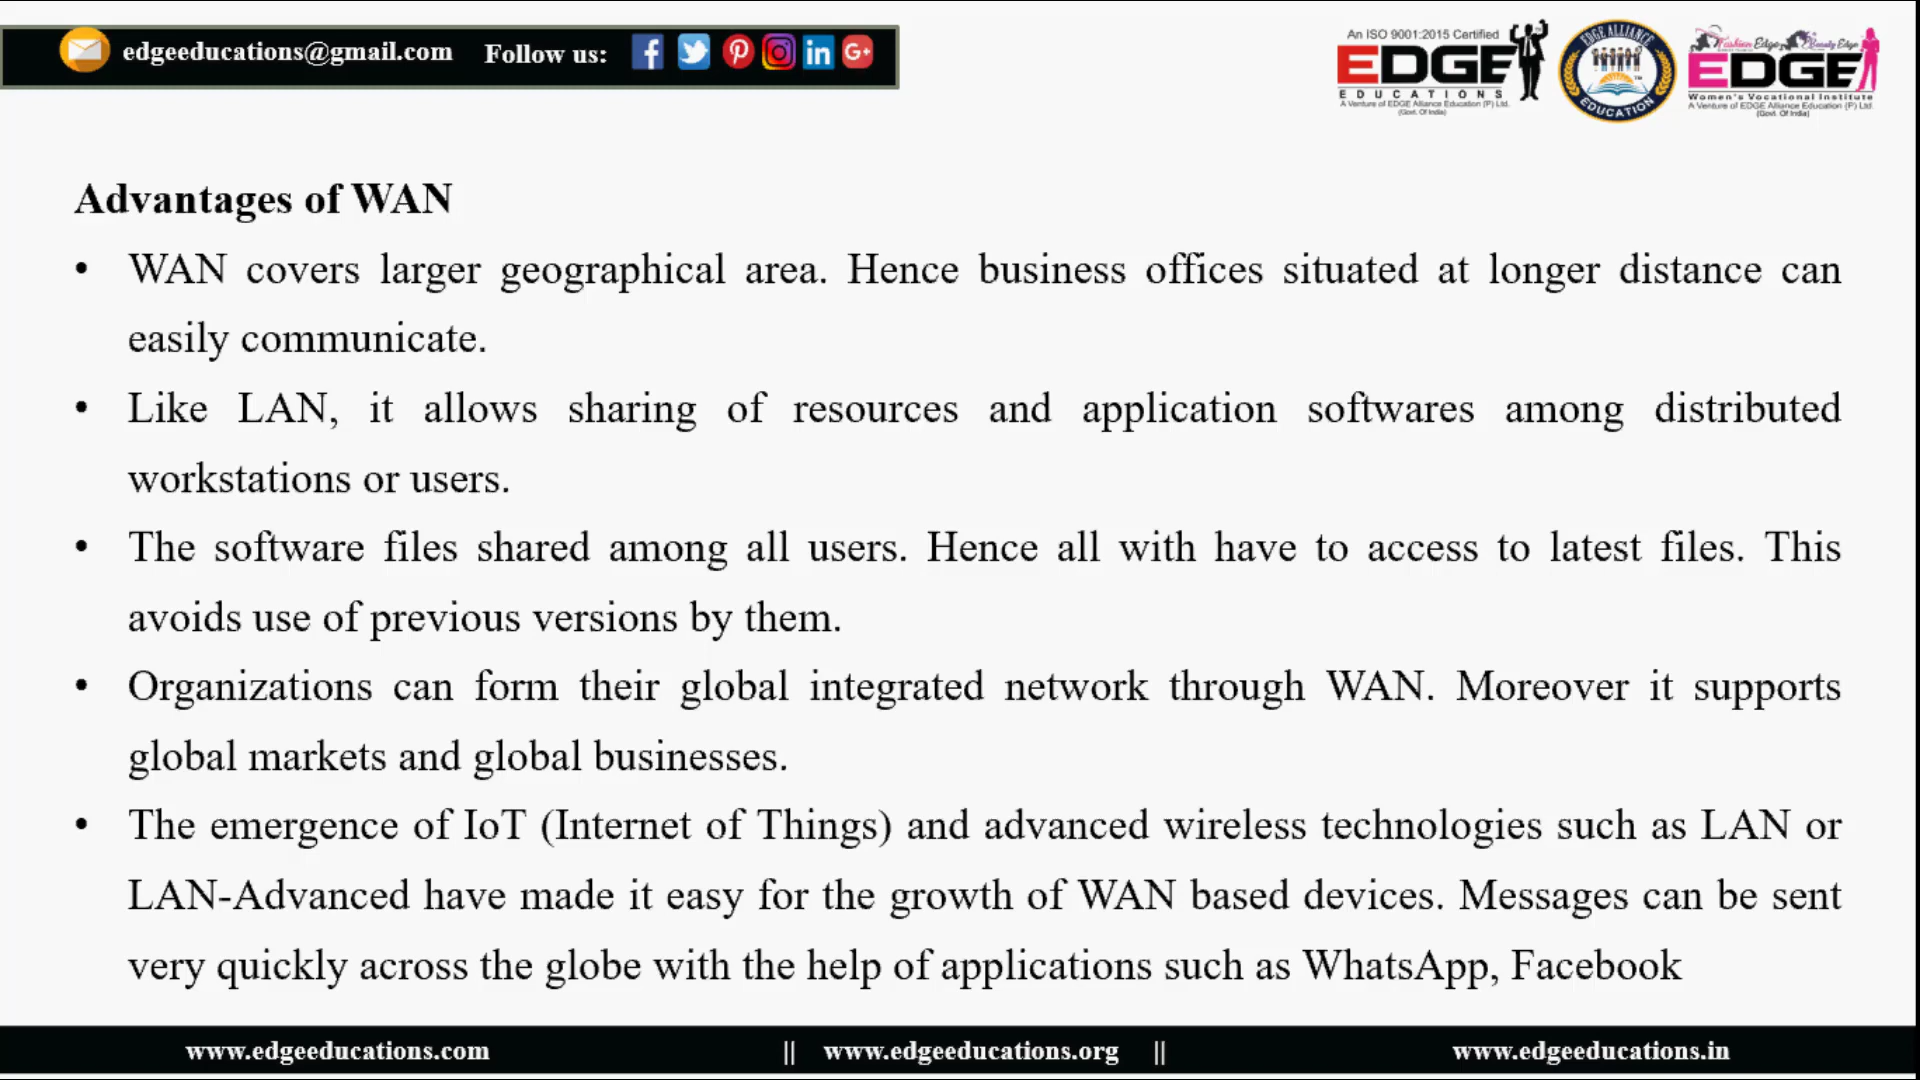 edgeeducations@gmail.com Follow us:
An ISO 9001:2015 Certified
EDGE
EDUCATIONS
A Venture of EDGE Alliance Education (P) Ltd.
(Govt. Of India)
EDGE ALLIANCE
EDUCATION
Fashion Edge Beauty Edge
EDGE
Women's Vocational Institute
A Venture of EDGE Alliance Education (P) Ltd.
(Govt. Of India)
Advantages of WAN
• WAN covers larger geographical area. Hence business offices situated at longer distance can
easily communicate.
• Like LAN, it allows sharing of resources and application softwares among distributed
workstations or users.
• The software files shared among all users. Hence all with have to access to latest files. This
avoids use of previous versions by them.
• Organizations can form their global integrated network through WAN. Moreover it supports
global markets and global businesses.
• The emergence of IoT (Internet of Things) and advanced wireless technologies such as LAN or
LAN-Advanced have made it easy for the growth of WAN based devices. Messages can be sent
very quickly across the globe with the help of applications such as WhatsApp, Facebook
www.edgeeducations.com || www.edgeeducations.org || www.edgeeducations.in